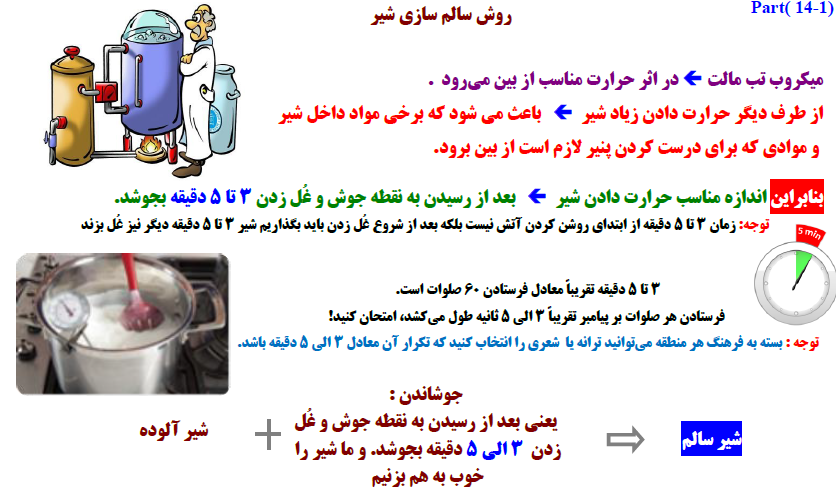 Part( 14-1)
روش سالم سازی شیر
میکروب تب مالت ← در اثر حرارت مناسب از بین می‌رود .
از طرف دیگر حرارت دادن زیاد شیر ← باعث می شود که برخی مواد داخل شیر
و موادی که برای درست کردن پنیر لازم است از بین برود.
بنابراین اندازه مناسب حرارت دادن شیر ← بعد از رسیدن به نقطه جوش و غُل زدن ۳ تا ۵ دقیقه بجوشد.
توجه: زمان ۳ تا ۵ دقیقه از ابتدای روشن کردن آتش نیست بلکه بعد از شروع غُل زدن باید بگذاریم شیر ۳ تا ۵ دقیقه دیگر نیز غُل بزند
5 min
۳ تا ۵ دقیقه تقریباً معادل فرستادن ۶۰ صلوات است.
فرستادن هر صلوات بر پیامبر تقریباً ۳ الی ۵ ثانیه طول می‌کشد، امتحان کنید!
توجه : بسته به فرهنگ هر منطقه می‌توانید ترانه یا شعری را انتخاب کنید که تکرار آن معادل ۳ الی ۵ دقیقه باشد.
جوشاندن :
یعنی بعد از رسیدن به نقطه جوش و غُل
زدن ۳ الی ۵ دقیقه بجوشد. و ما شیر را
خوب به هم بزنیم
شیر آلوده
شیر سالم